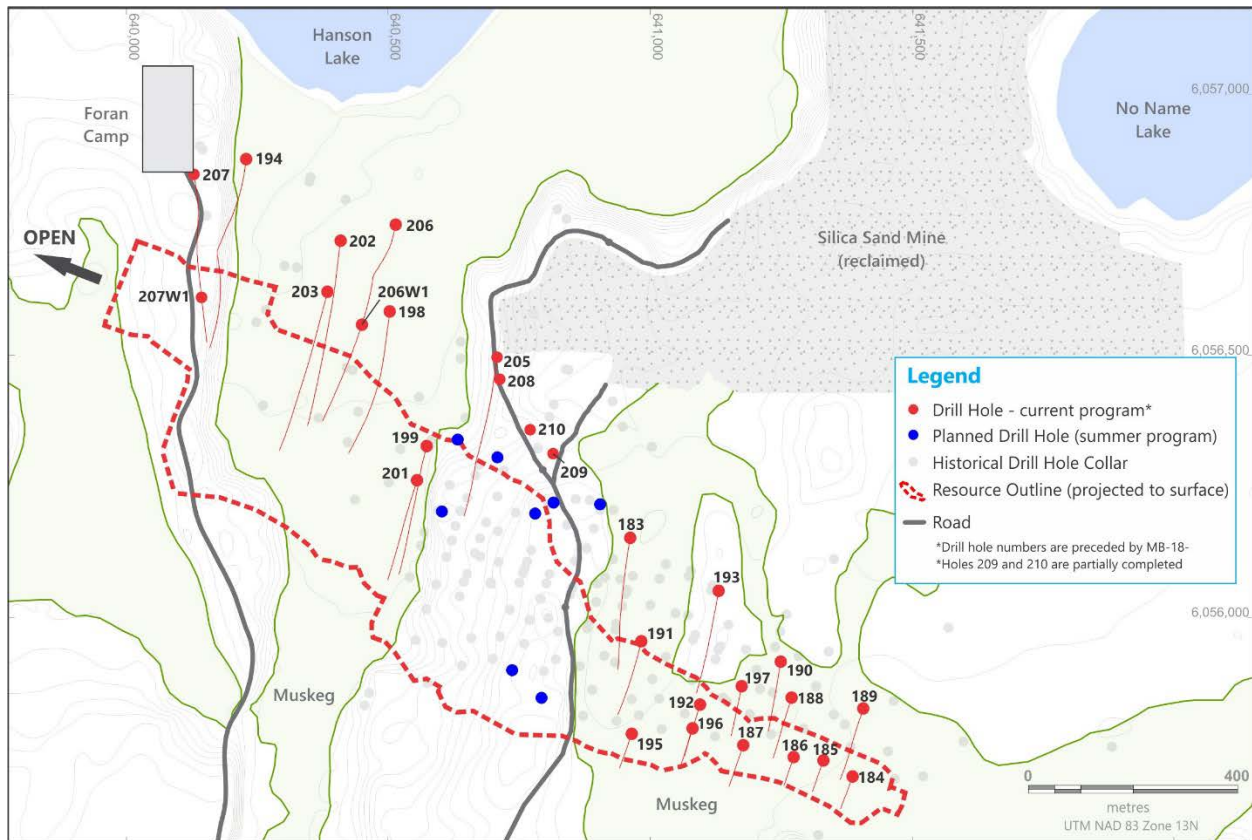 640,000
640,500
641,000
641,500
Hanson
Lake
6,057,000
Foran
Camp
No Name
Lake
194
207
206
202
OPEN
Silica Sand Mine
(reclaimed)
203
206W1
207W1
198
205
6,056,500
208
210
199
209
201
183
193
6,056,000
191
190
197
Muskeg
188
192
189
196
195
187
186
185
184
Muskeg
Legend
Drill Hole - current program*
Planned Drill Hole (summer program)
Historical Drill Hole Collar
Resource Outline (projected to surface)
Road
*Drill hole numbers are preceded by MB-18-
*Holes 209 and 210 are partially completed
0
400
metres
UTM NAD 83 Zone 13N